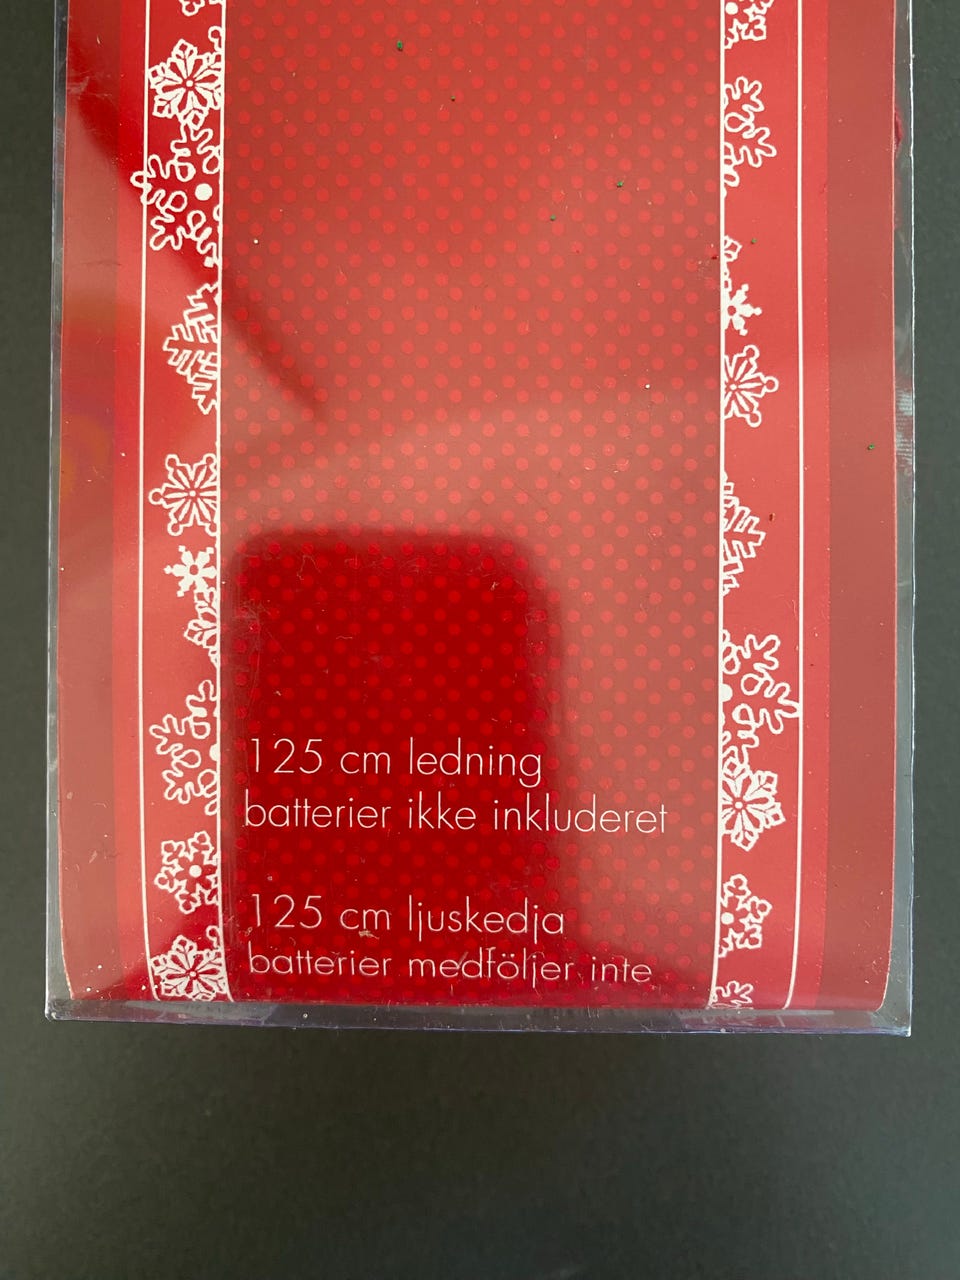 125 cm ledning
batterier ikke inkluderet
125 cm ljuskedja
batterier medföljer inte